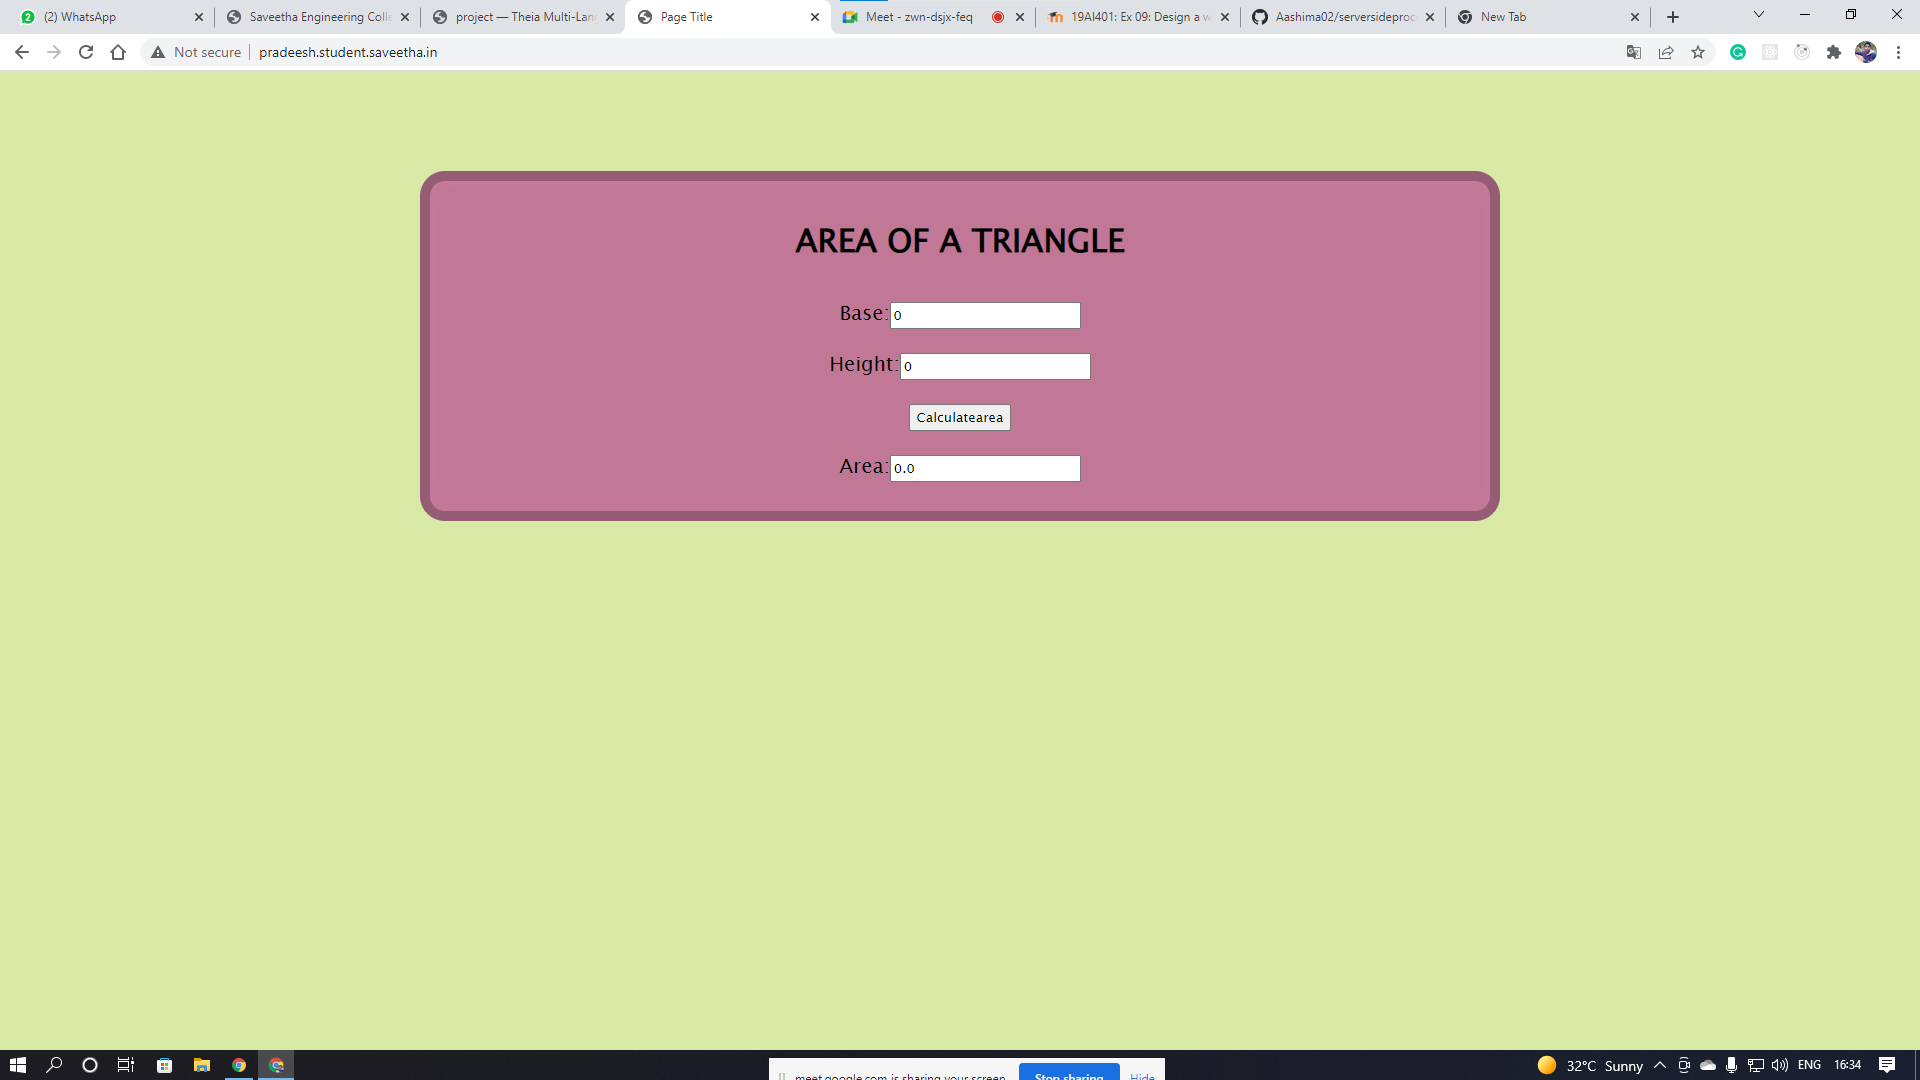 (2) WhatsApp
Saveetha Engineering Colle
project — Theia Multi-Lan
Page Title
Meet - zwn-dsjx-feq
19AI401: Ex 09: Design a w
Aashima02/serversideproc
New Tab
Not secure
pradeesh.student.saveetha.in
AREA OF A TRIANGLE
Base: 0
Height: 0
Calculatearea
Area: 0.0
meet.google.com is sharing your screen.
Stop sharing
Hide
32°C Sunny
ENG
16:34